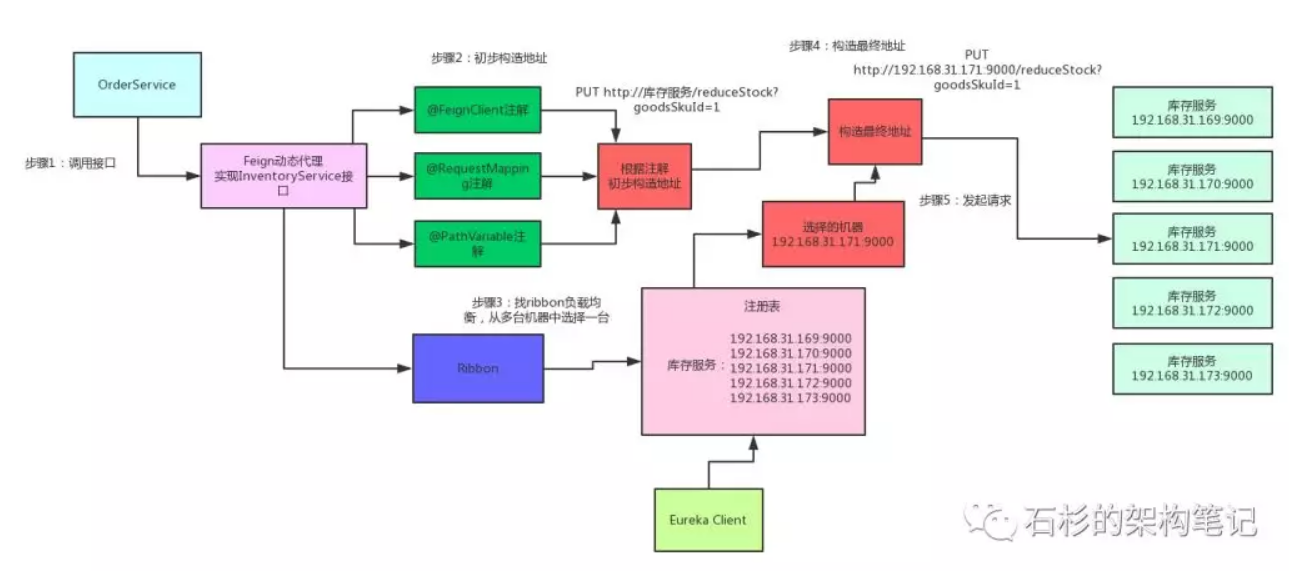 OrderService
步骤1：调用接口
Feign动态代理
实现InventoryService接
口
步骤2：初步构造地址
@FeignClient注解
@RequestMappin
g注解
@PathVariable注
解
PUT http://库存服务/reduceStock?
goodsSkuId=1
根据注解
初步构造地址
步骤3：找ribbon负载均
衡，从多台机器中选择一台
Ribbon
注册表
库存服务：
192.168.31.169:9000
192.168.31.170:9000
192.168.31.171:9000
192.168.31.172:9000
192.168.31.173:9000
Eureka Client
选择的机器
192.168.31.171:9000
步骤4：构造最终地址
构造最终地址
PUT
http://192.168.31.171:9000/reduceStock?
goodsSkuId=1
步骤5：发起请求
库存服务
192.168.31.169:9000
库存服务
192.168.31.170:9000
库存服务
192.168.31.171:9000
库存服务
192.168.31.172:9000
库存服务
192.168.31.173:9000
石杉的架构笔记